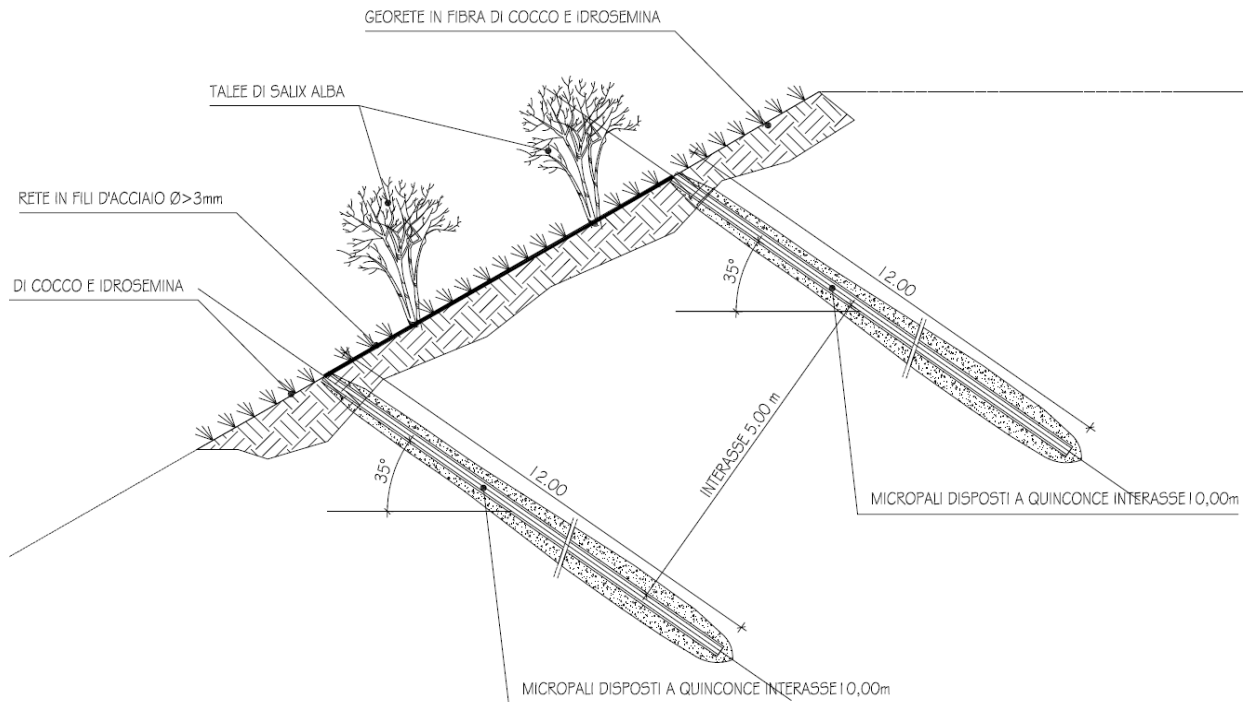 GEORETE IN FIBRA DI COCCO E IDROSEMINA
TALEE DI SALIX ALBA
RETE IN FILI D'ACCIAIO Ø>3mm
DI COCCO E IDROSEMINA
35°
12.00
INTERASSE 5.00 m
MICROPALI DISPOSTI A QUINCONCE INTERASSE10,00m
35°
12.00
MICROPALI DISPOSTI A QUINCONCE INTERASSE10,00m